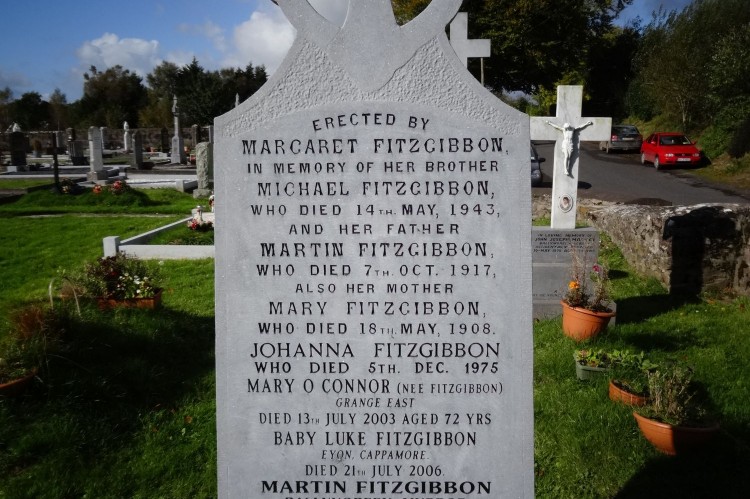 ERECTED BY
MARGARET FITZGIBBON,
IN MEMORY OF HER BROTHER
MICHAEL FITZGIBBON,
WHO DIED 14TH. MAY, 1943,
AND HER FATHER
MARTIN FITZGIBBON,
WHO DIED 7TH. OCT. 1917,
ALSO HER MOTHER
MARY FITZGIBBON,
WHO DIED 18TH. MAY, 1908.
JOHANNA FITZGIBBON
WHO DIED 5TH. DEC. 1975
MARY O CONNOR (NEE FITZGIBBON)
GRANGE EAST
DIED 13TH JULY 2003 AGED 72 YRS
BABY LUKE FITZGIBBON
EYON, CAPPAMORE.
DIED 21ST JULY 2006.
MARTIN FITZGIBBON